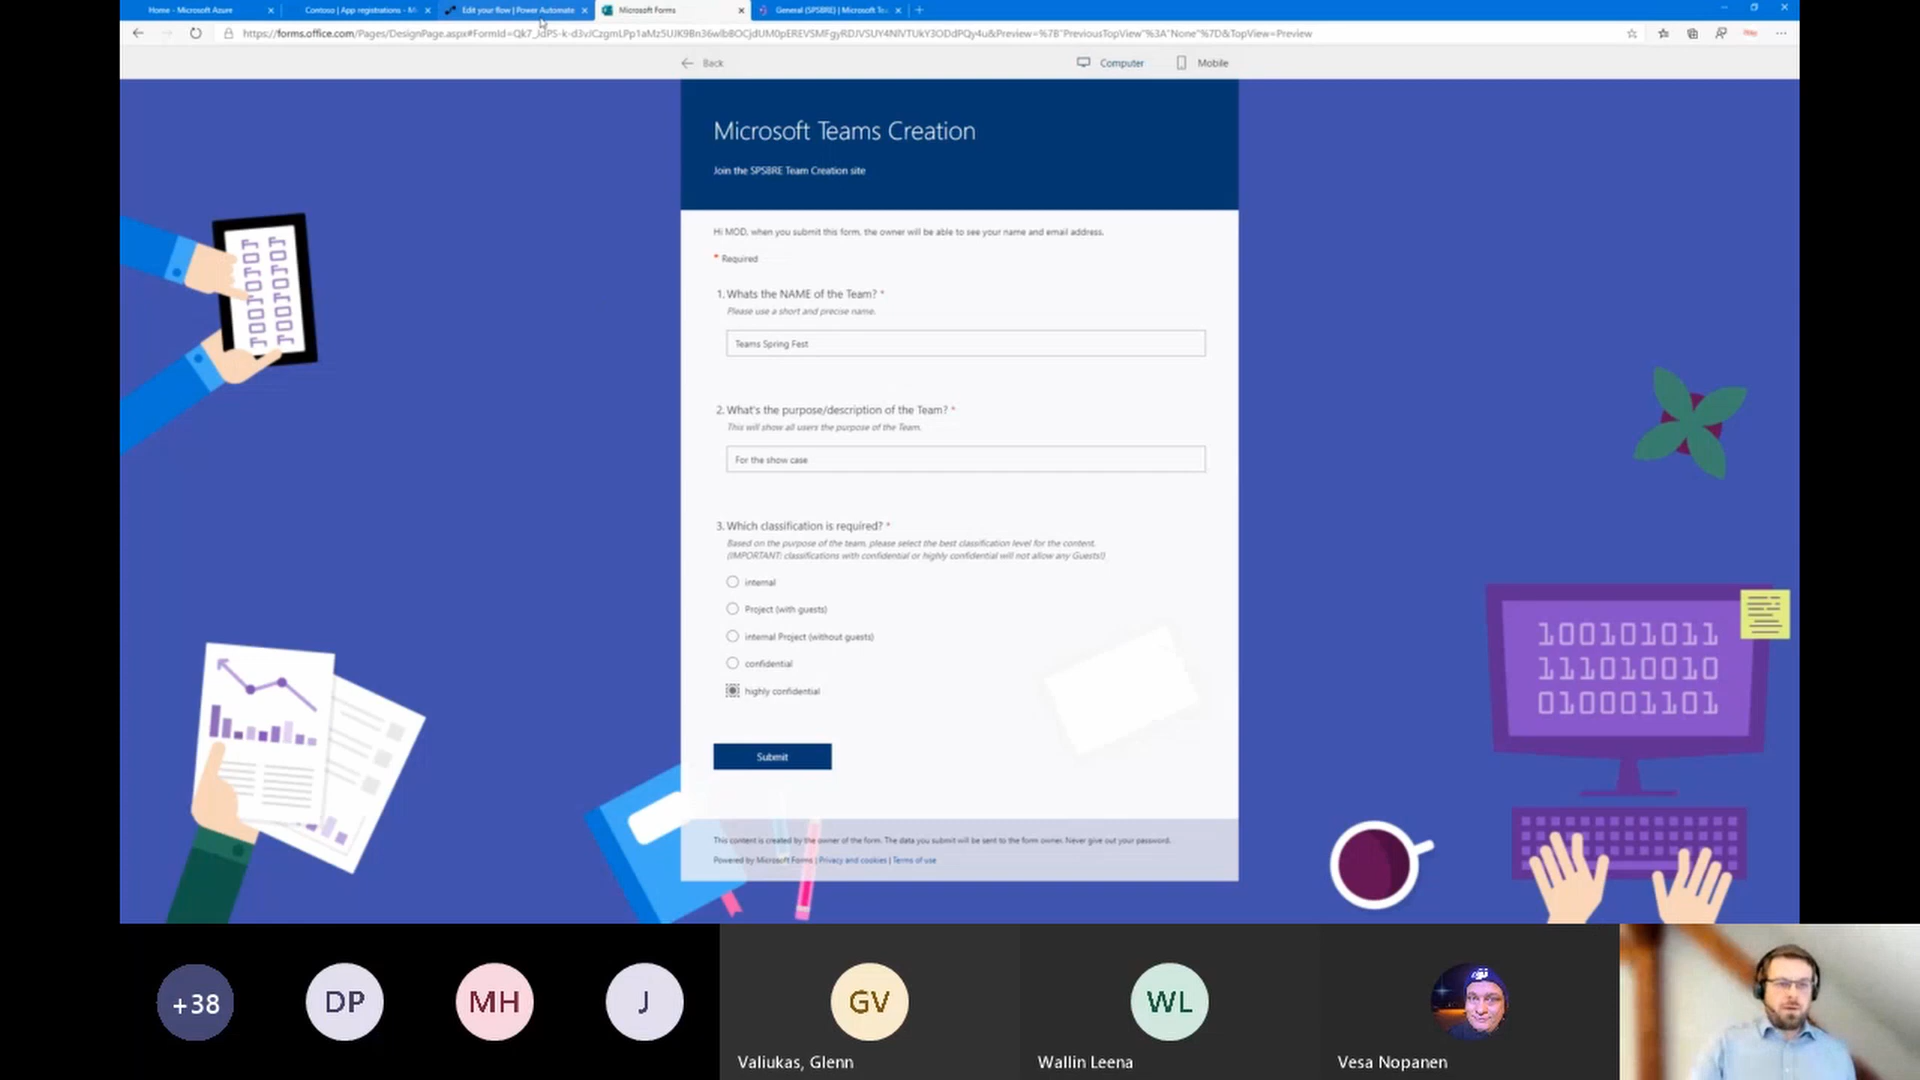 Home - Microsoft Azure
Contoso | App registrations - Mi
Edit your flow | Power Automate
Microsoft Forms
General (SPSBRE) | Microsoft Te
Back
Computer
Mobile
Microsoft Teams Creation
Join the SPSBRE Team Creation site
Hi MOD, when you submit this form, the owner will be able to see your name and email address.
* Required
1. Whats the NAME of the Team? *
Please use a short and precise name.
Teams Spring Fest
2. What's the purpose/description of the Team? *
This will show all users the purpose of the Team.
For the show case
3. Which classification is required? *
Based on the purpose of the team, please select the best classification level for the content.
(IMPORTANT: classifications with confidential or highly confidential will not allow any Guests!)
internal
Project (with guests)
internal Project (without guests)
confidential
highly confidential
Submit
This content is created by the owner of the form. The data you submit will be sent to the form owner. Never give out your password.
Powered by Microsoft Forms | Privacy and cookies | Terms of use
100101011
111010010
010001101
+38
DP
MH
J
GV
WL
Valiukas, Glenn
Wallin Leena
Vesa Nopanen